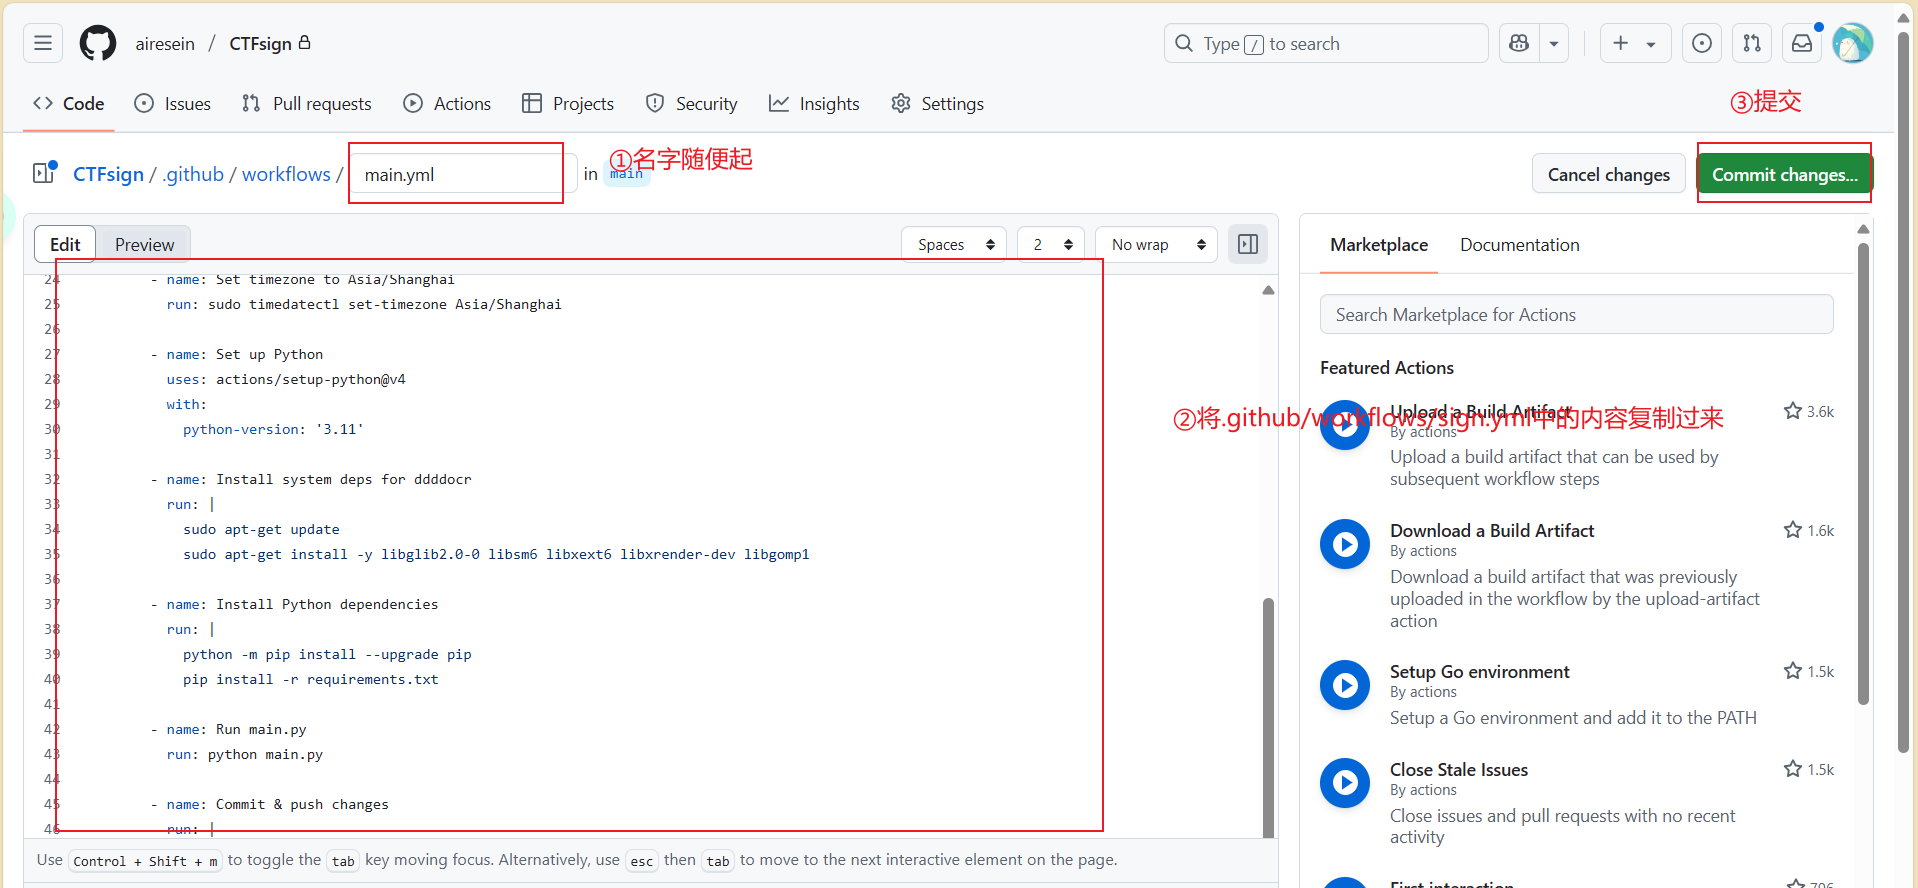 airesein / CTFsign
Type / to search
Code
Issues
Pull requests
Actions
Projects
Security
Insights
Settings
③提交
CTFsign / .github / workflows / main.yml in main
①名字随便起
Cancel changes
Commit changes...
Edit
Preview
Spaces
2
No wrap
24 - name: Set timezone to Asia/Shanghai
25 run: sudo timedatectl set-timezone Asia/Shanghai
26
27 - name: Set up Python
28 uses: actions/setup-python@v4
29 with:
30 python-version: '3.11'
31
32 - name: Install system deps for ddddocr
33 run: |
34 sudo apt-get update
35 sudo apt-get install -y libglib2.0-0 libsm6 libxext6 libxrender-dev libgomp1
36
37 - name: Install Python dependencies
38 run: |
39 python -m pip install --upgrade pip
40 pip install -r requirements.txt
41
42 - name: Run main.py
43 run: python main.py
44
45 - name: Commit & push changes
46 run: |
Use Control + Shift + m to toggle the tab key moving focus. Alternatively, use esc then tab to move to the next interactive element on the page.
Marketplace
Documentation
Search Marketplace for Actions
Featured Actions
Upload a Build Artifact
3.6k
②将.github/workflows/sign.yml中的内容复制过来
By actions
Upload a build artifact that can be used by
subsequent workflow steps
Download a Build Artifact
1.6k
By actions
Download a build artifact that was previously
uploaded in the workflow by the upload-artifact
action
Setup Go environment
1.5k
By actions
Setup a Go environment and add it to the PATH
Close Stale Issues
1.5k
By actions
Close issues and pull requests with no recent
activity
First interaction